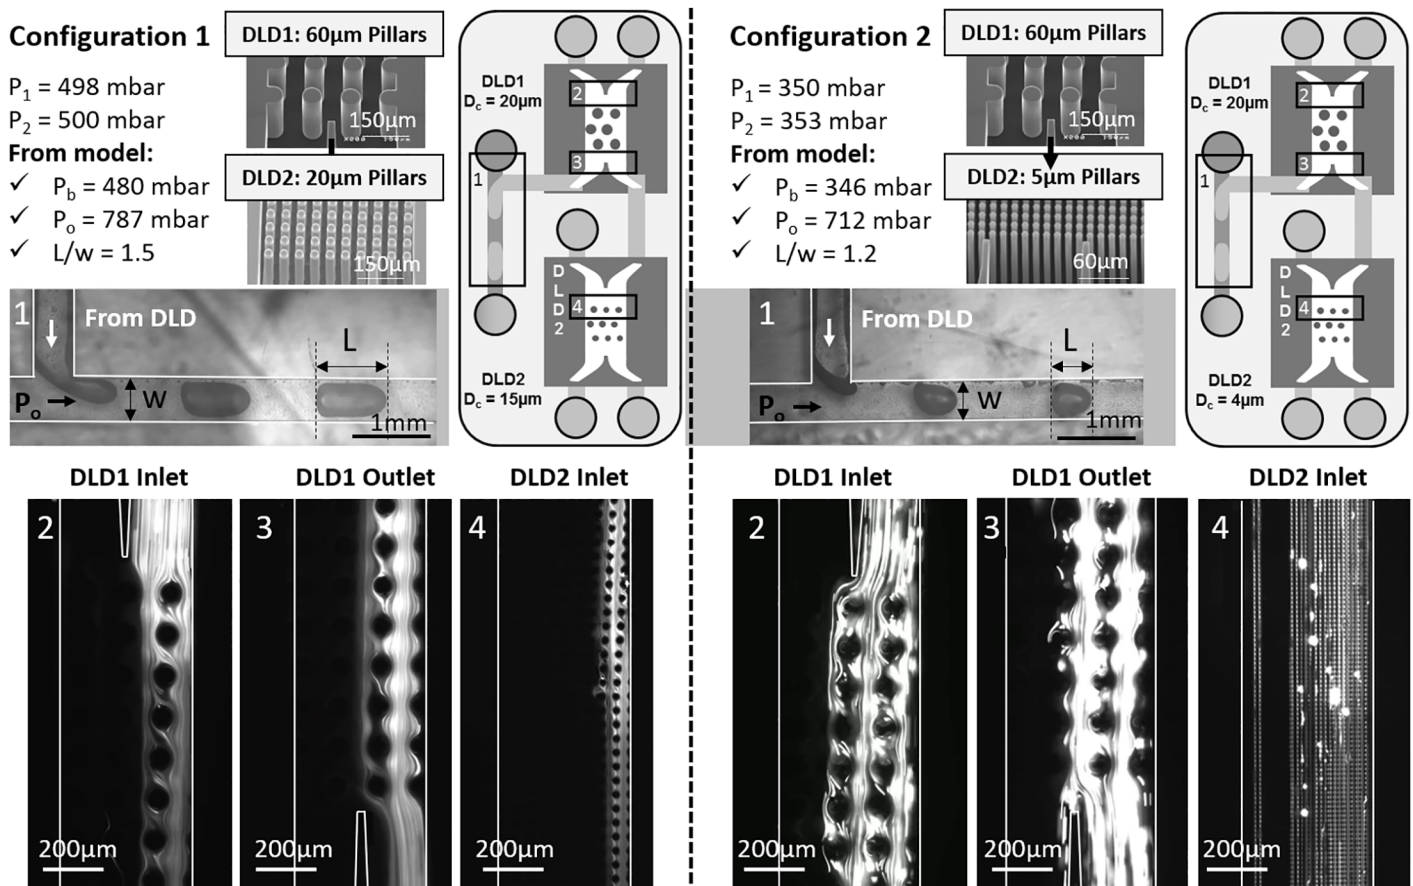 Configuration 1
P1 = 498 mbar
P2 = 500 mbar
From model:
✓ Pb = 480 mbar
✓ Po = 787 mbar
✓ L/w = 1.5
DLD1: 60µm Pillars
150µm
DLD2: 20µm Pillars
150µm
DLD1
Dc = 20µm
2
3
1
DLD2
4
DLD2
Dc = 15µm
1
From DLD
L
Po
W
1mm
DLD1 Inlet
DLD1 Outlet
DLD2 Inlet
2
3
4
200µm
200µm
200µm
Configuration 2
P1 = 350 mbar
P2 = 353 mbar
From model:
✓ Pb = 346 mbar
✓ Po = 712 mbar
✓ L/w = 1.2
DLD1: 60µm Pillars
150µm
DLD2: 5µm Pillars
60µm
DLD1
Dc = 20µm
2
3
1
DLD2
4
DLD2
Dc = 4µm
1
From DLD
L
Po
W
1mm
DLD1 Inlet
DLD1 Outlet
DLD2 Inlet
2
3
4
200µm
200µm
200µm